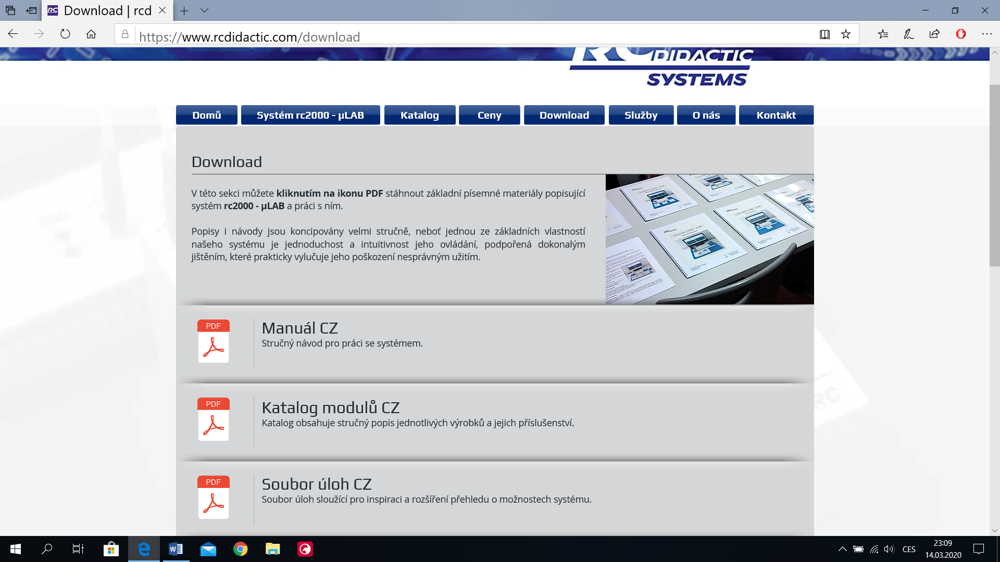 Download | rcd
https://www.rcdidactic.com/download
RC DIDACTIC
SYSTEMS
Domů Systém rc2000 - µLAB Katalog Ceny Download Služby O nás Kontakt
Download
V této sekci můžete kliknutím na ikonu PDF stáhnout základní písemné materiály popisující
systém rc2000 - µLAB a práci s ním.
Popisy i návody jsou koncipovány velmi stručně, neboť jednou ze základních vlastností
našeho systému je jednoduchost a intuitivnost jeho ovládání, podpořená dokonalým
jištěním, které prakticky vylučuje jeho poškození nesprávným užitím.
PDF
Manuál CZ
Stručný návod pro práci se systémem.
PDF
Katalog modulů CZ
Katalog obsahuje stručný popis jednotlivých výrobků a jejich příslušenství.
PDF
Soubor úloh CZ
Soubor úloh sloužící pro inspiraci a rozšíření přehledu o možnostech systému.
CES
23:09
14.03.2020